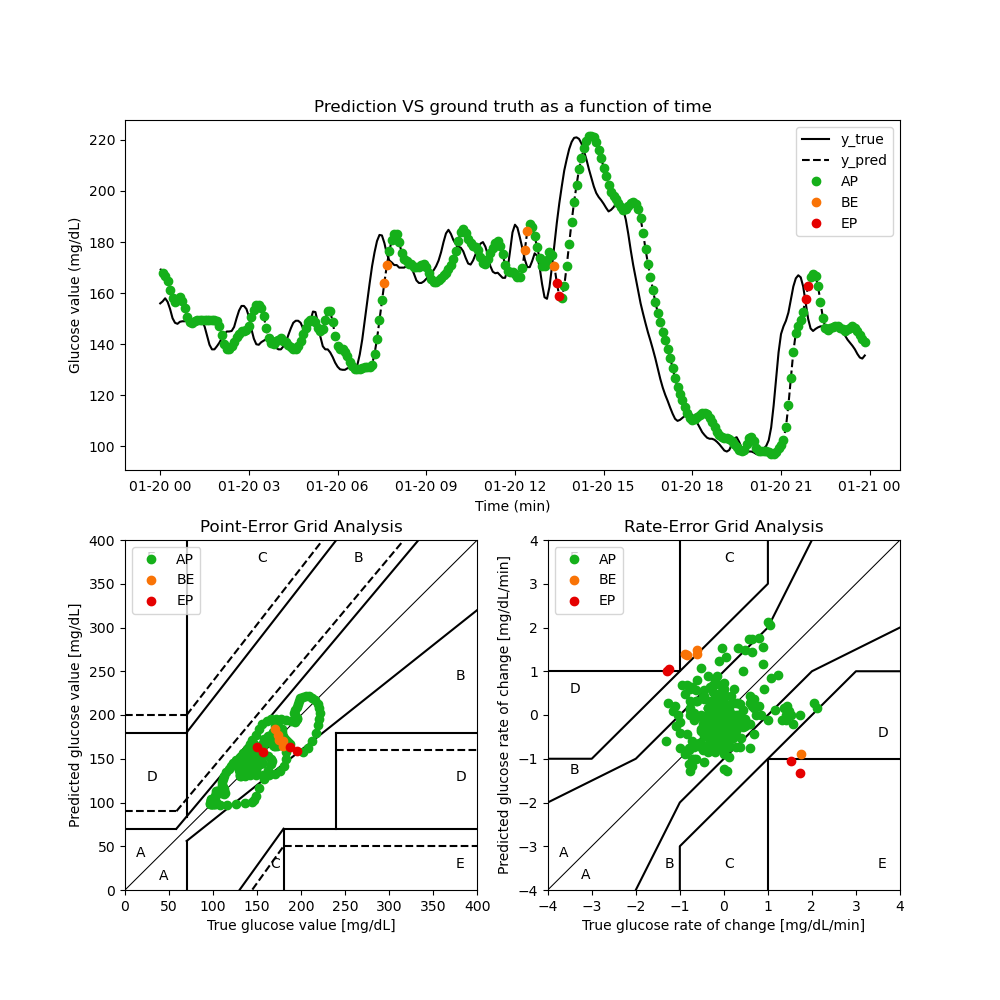 Prediction VS ground truth as a function of time
Glucose value (mg/dL)
220
200
180
160
140
120
100
y_true
y_pred
AP
BE
EP
01-20 00 01-20 03 01-20 06 01-20 09 01-20 12 01-20 15 01-20 18 01-20 21 01-21 00
Time (min)
Point-Error Grid Analysis
Predicted glucose value [mg/dL]
400
350
300
250
200
150
100
50
0
AP
BE
EP
C
B
B
D
D
A
A
C
E
0 50 100 150 200 250 300 350 400
True glucose value [mg/dL]
Rate-Error Grid Analysis
Predicted glucose rate of change [mg/dL/min]
4
3
2
1
0
−1
−2
−3
−4
AP
BE
EP
C
D
D
B
A
A
B
C
E
−4 −3 −2 −1 0 1 2 3 4
True glucose rate of change [mg/dL/min]